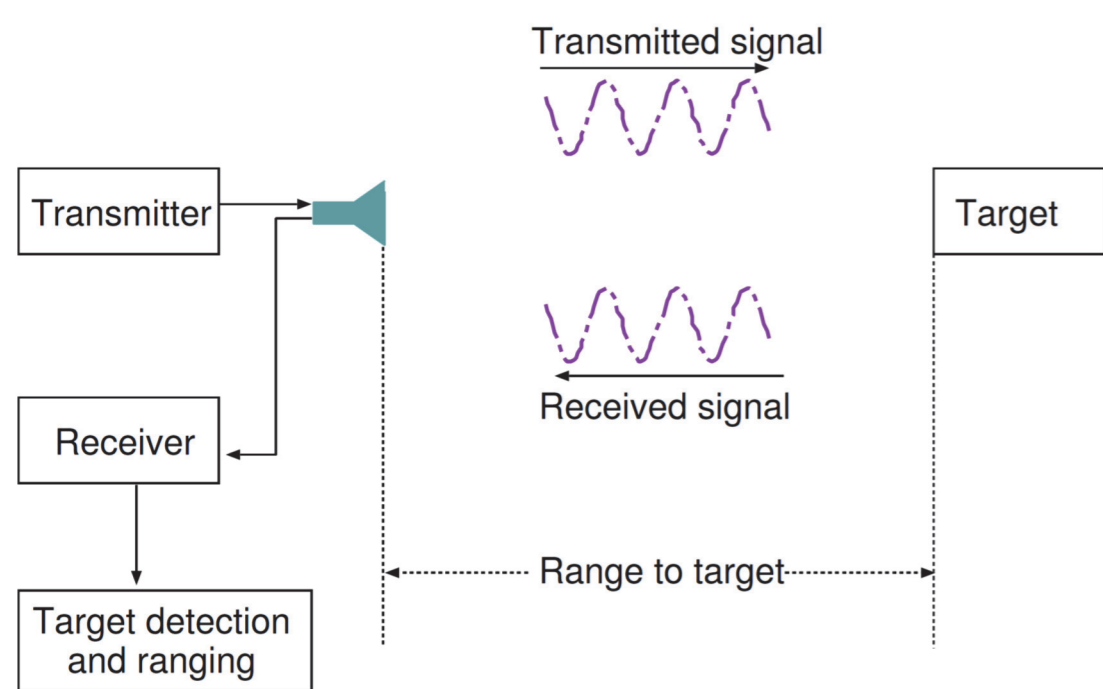 Transmitted signal
Transmitter
Target
Received signal
Receiver
Range to target
Target detection
and ranging